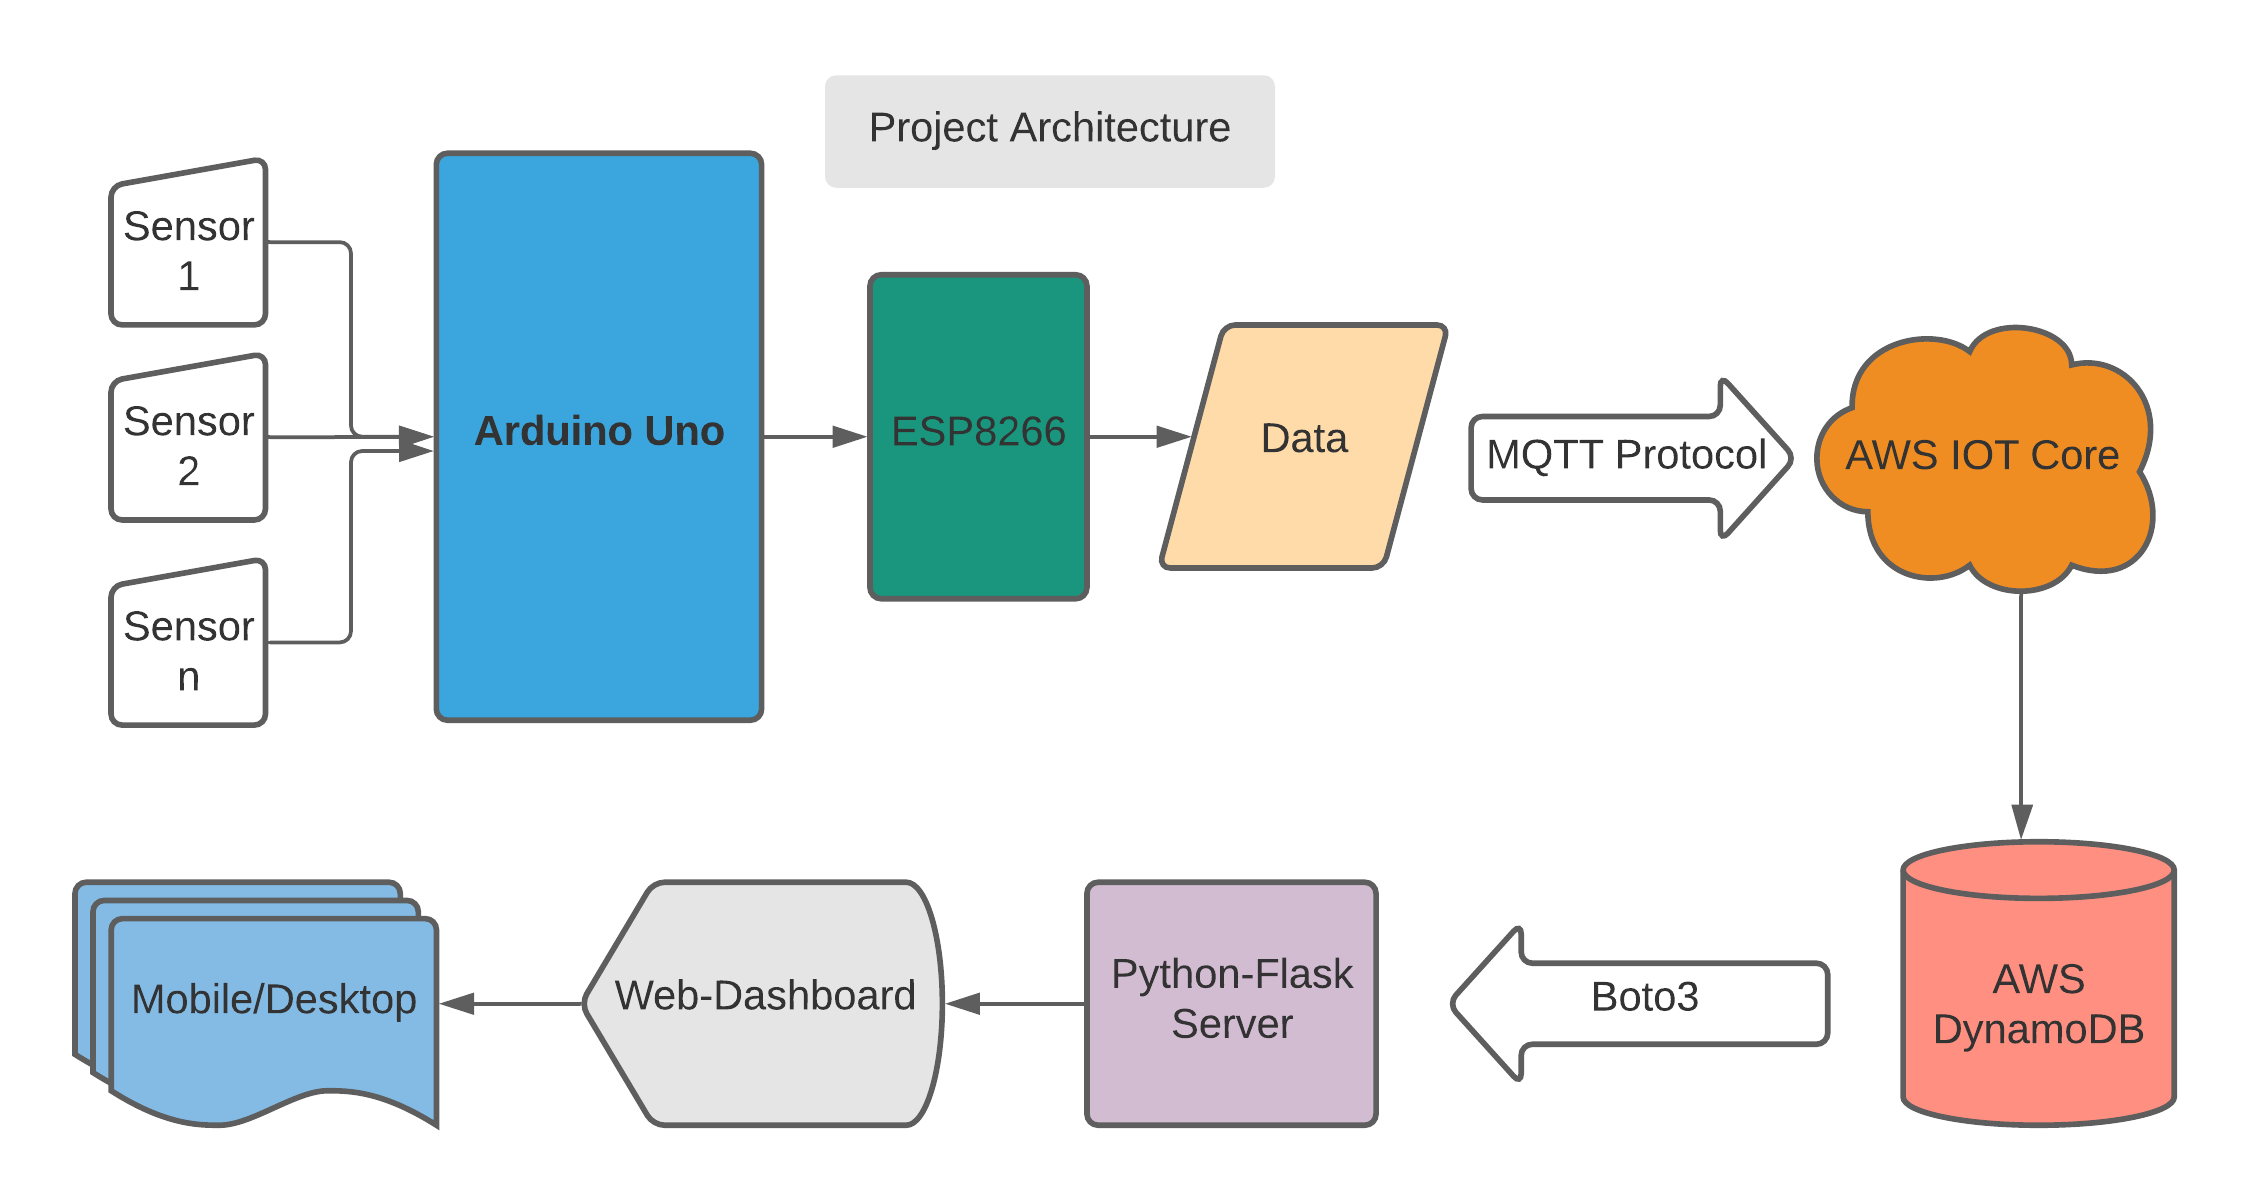 Project Architecture
Sensor
1
Sensor
2
Sensor
n
Arduino Uno
ESP8266
Data
MQTT Protocol
AWS IOT Core
AWS
DynamoDB
Boto3
Python-Flask
Server
Web-Dashboard
Mobile/Desktop